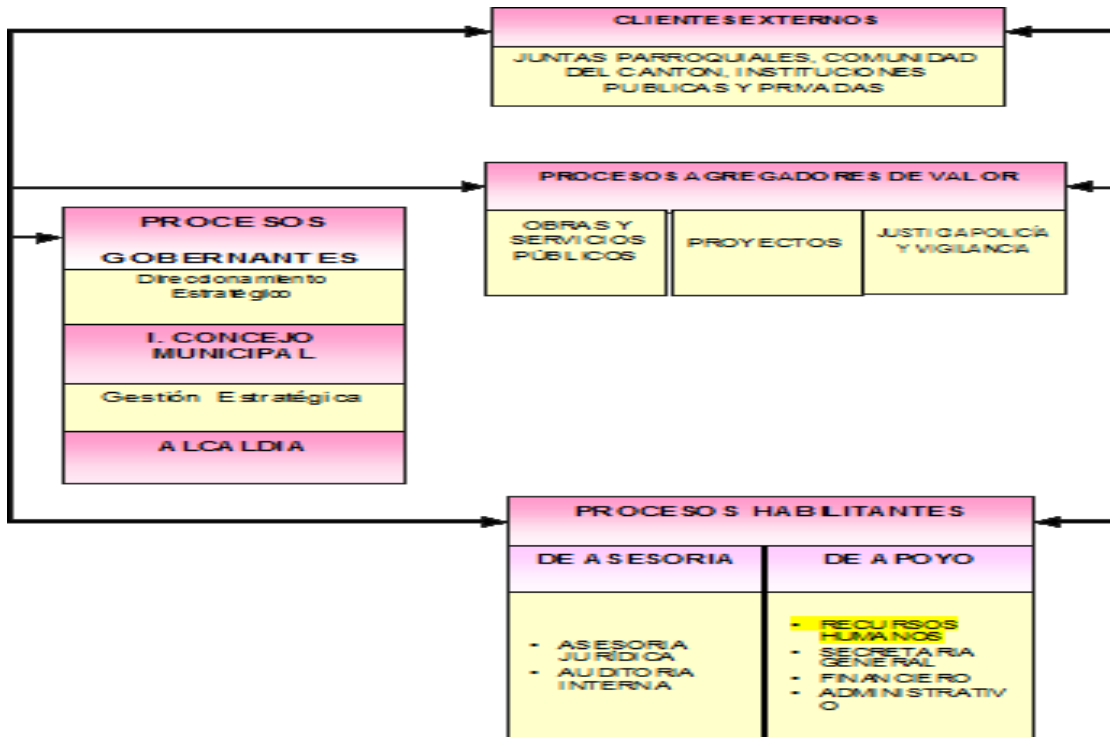 CLIENTES EXTERNOS
JUNTAS PARROQUIALES, COMUNIDAD
DEL CANTON, INSTITUCIONES
PUBLICAS Y PRIVADAS
PROCESOS AGREGADORES DE VALOR
OBRAS Y
SERVICIOS
PÚBLICOS
PROYECTOS
JUSTICIA POLICÍA
Y VIGILANCIA
PROCESOS
GOBERNANTES
Direccionamiento
Estratégico
I. CONCEJO
MUNICIPAL
Gestión Estratégica
ALCALDIA
PROCESOS HABILITANTES
DE ASESORIA
• ASESORIA
JURÍDICA
• AUDITORIA
INTERNA
DE APOYO
• RECURSOS
HUMANOS
• SECRETARIA
GENERAL
• FINANCIERO
• ADMINISTRATIV
O